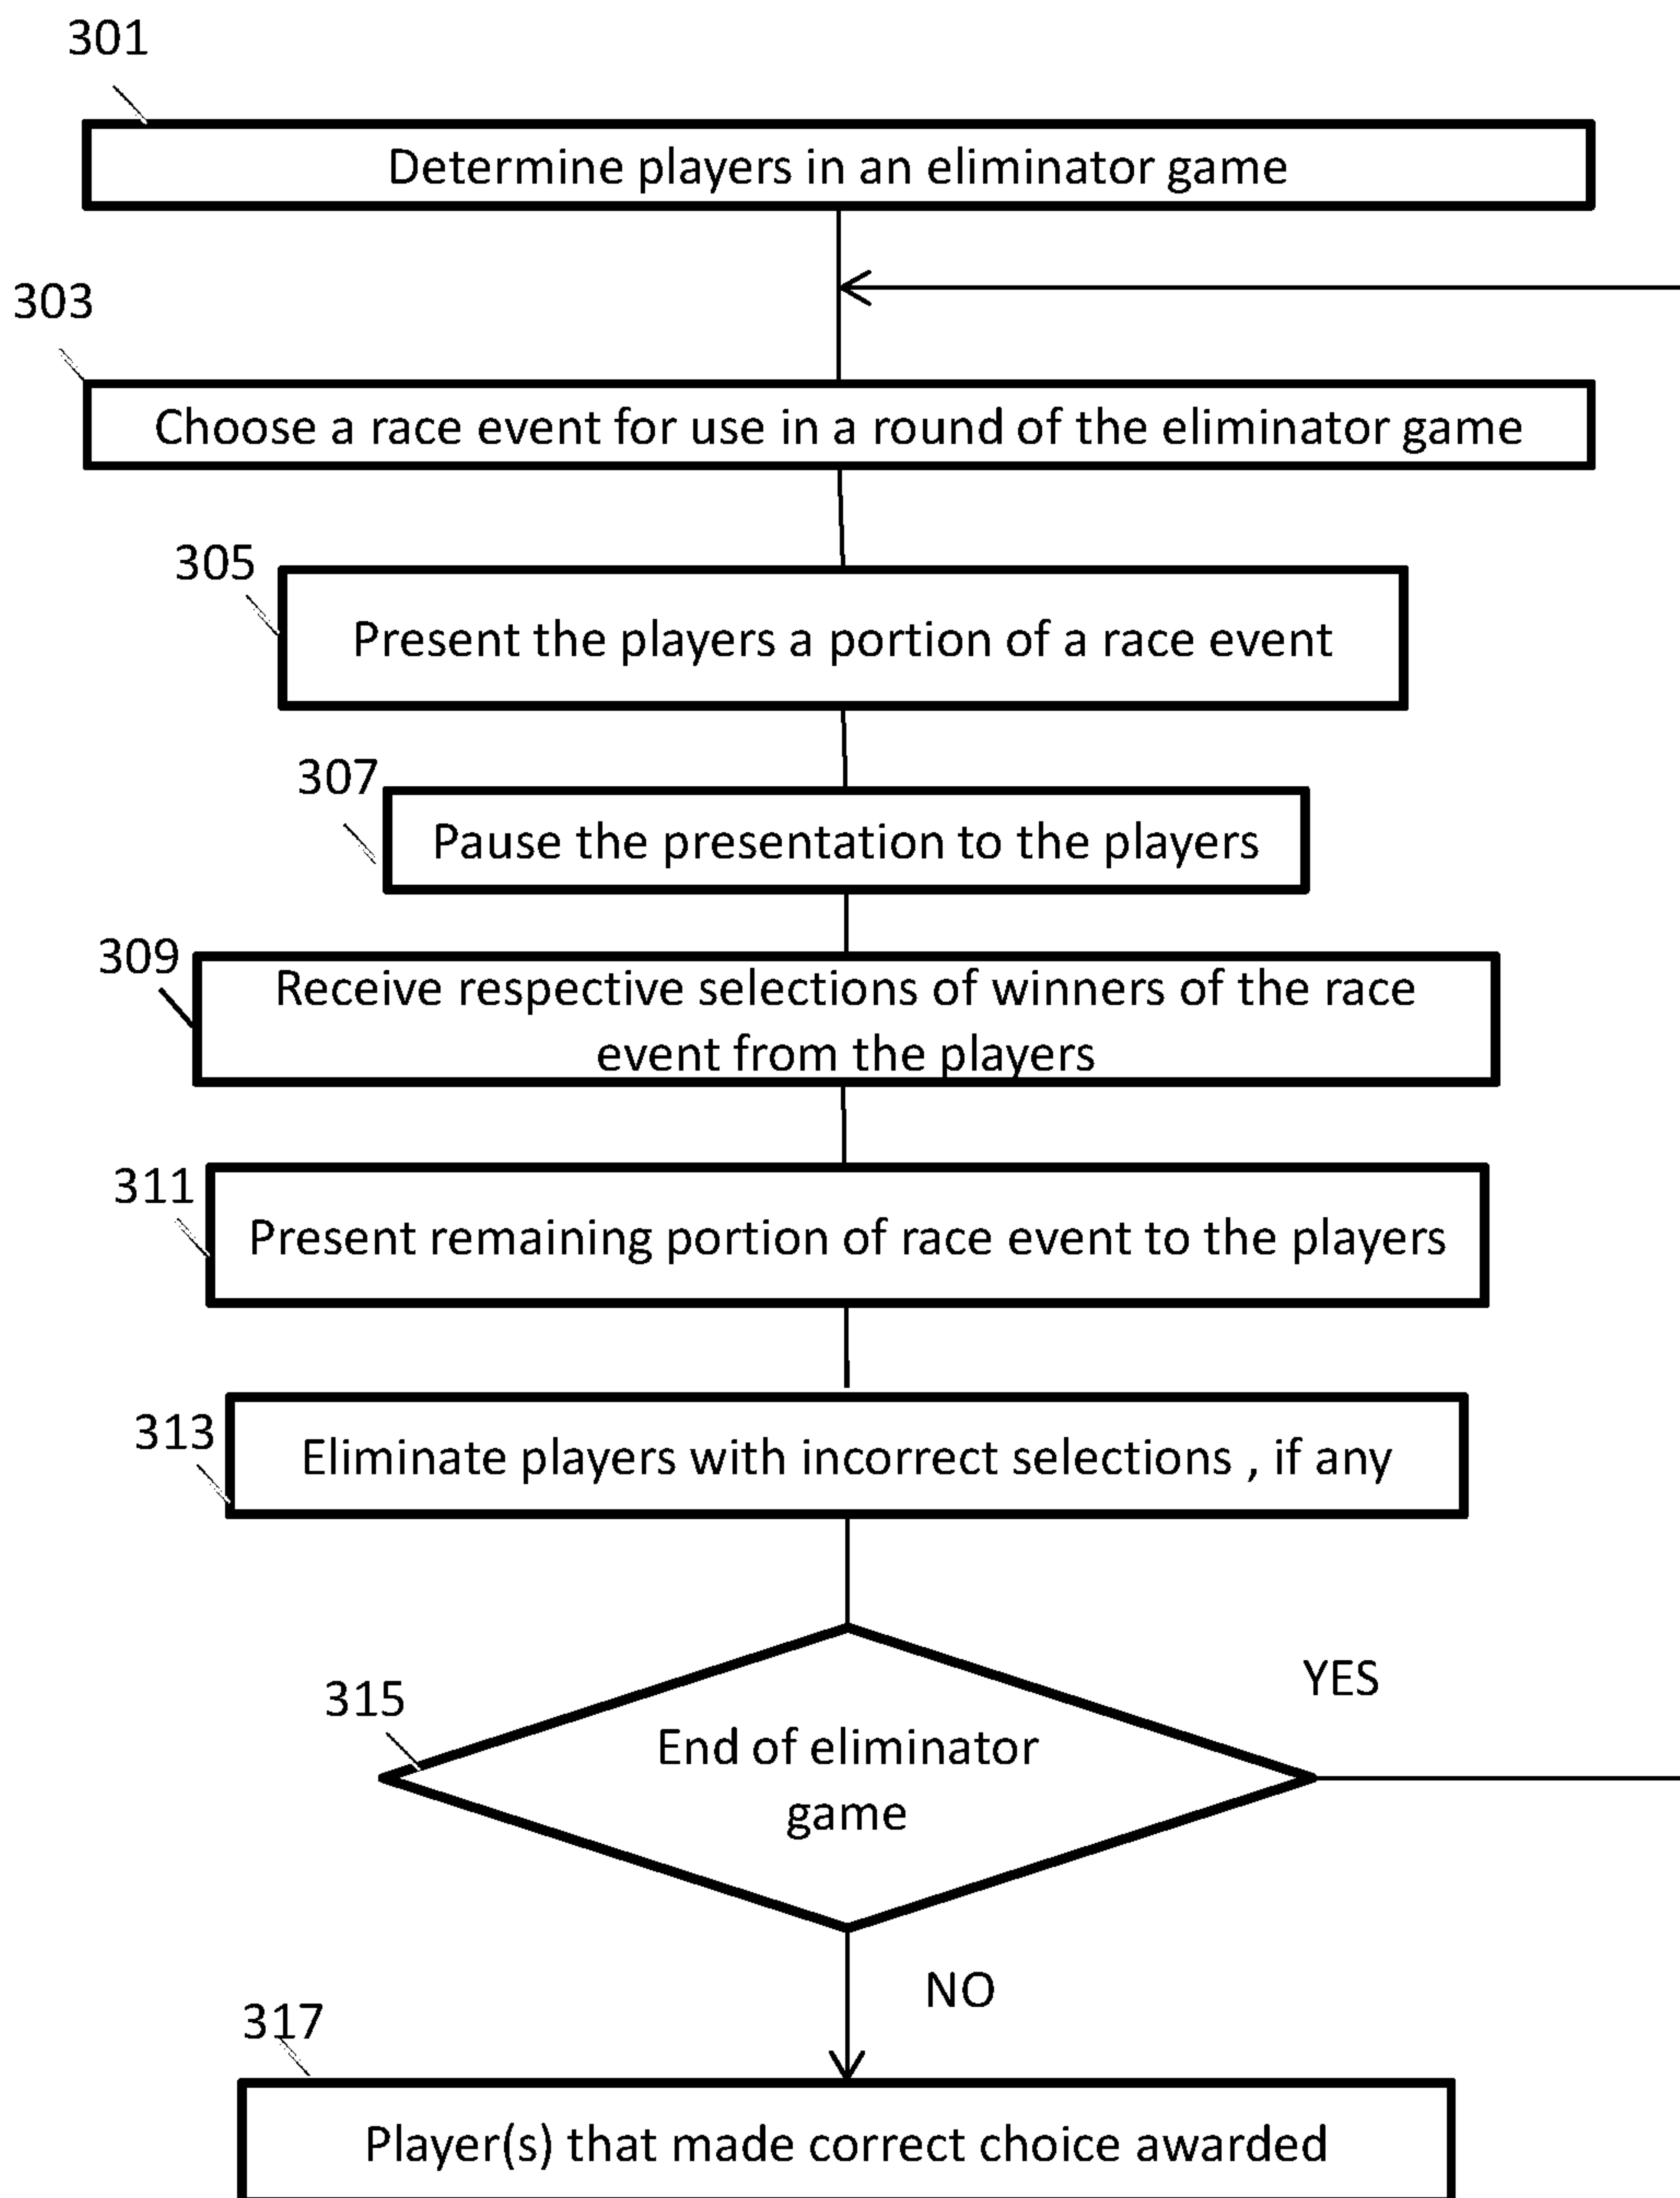 301
Determine players in an eliminator game
303
Choose a race event for use in a round of the eliminator game
305
Present the players a portion of a race event
307
Pause the presentation to the players
309
Receive respective selections of winners of the race
event from the players
311
Present remaining portion of race event to the players
313
Eliminate players with incorrect selections , if any
315
YES
End of eliminator
game
NO
317
Player(s) that made correct choice awarded